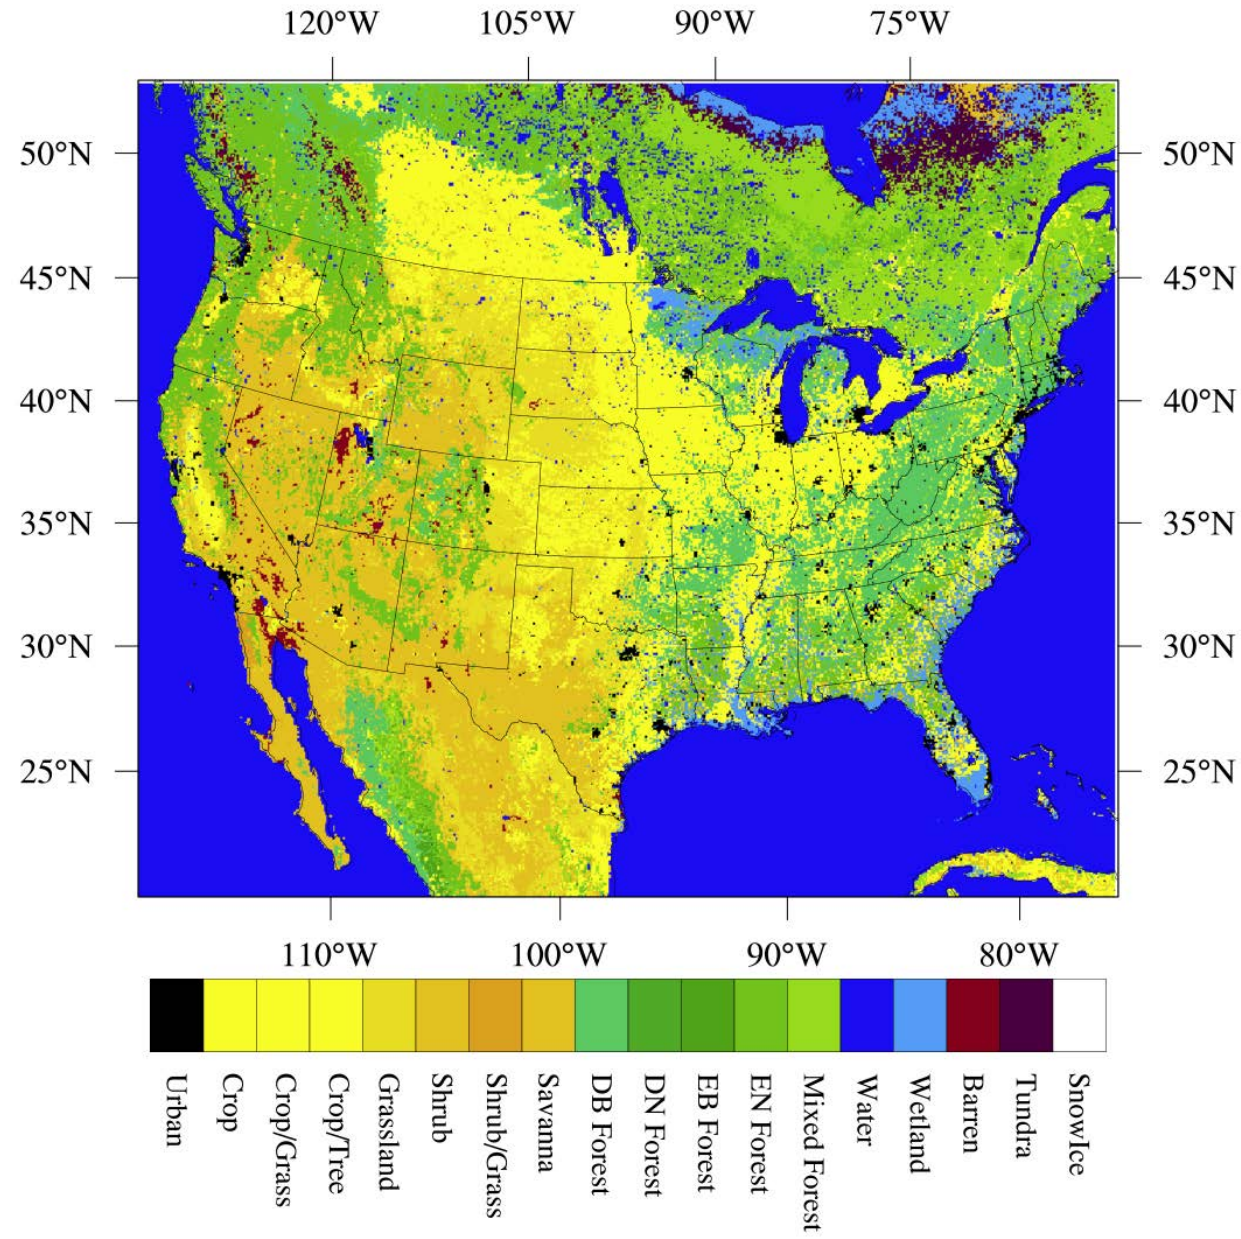 120°W 105°W 90°W 75°W
50°N 50°N
45°N 45°N
40°N 40°N
35°N 35°N
30°N 30°N
25°N 25°N
110°W 100°W 90°W 80°W
Urban
Crop
Crop/Grass
Crop/Tree
Grassland
Shrub
Shrub/Grass
Savanna
DB Forest
DN Forest
EB Forest
EN Forest
Mixed Forest
Water
Wetland
Barren
Tundra
SnowIce